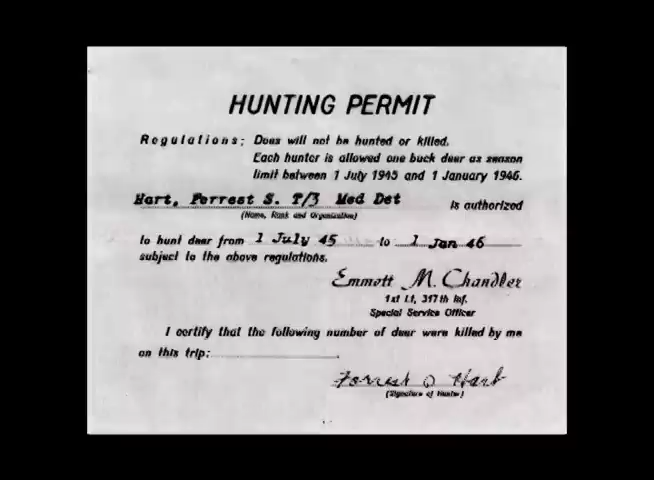 HUNTING PERMIT
Regulations: Does will not be hunted or killed.
Each hunter is allowed one buck deer as season
limit between 1 July 1945 and 1 January 1946.
Hart, Forrest S. T/3 Med Det is authorized
(Name, Rank and Organization)
to hunt deer from 1 July 45 to 1 Jan 46
subject to the above regulations.
Emmett M. Chandler
1st Lt, 317th Inf.
Special Service Officer
I certify that the following number of deer were killed by me
on this trip:
Forrest S Hart
(Signature of Hunter)